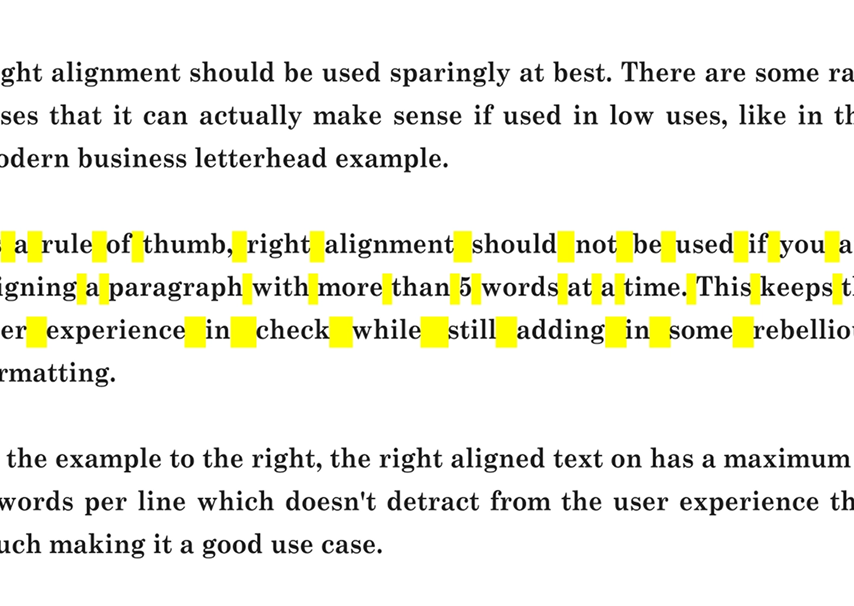 ght alignment should be used sparingly at best. There are some ra
ses that it can actually make sense if used in low uses, like in th
odern business letterhead example.
s a rule of thumb, right alignment should not be used if you a
igning a paragraph with more than 5 words at a time. This keeps th
er experience in check while still adding in some rebelliou
rmatting.
the example to the right, the right aligned text on has a maximum
words per line which doesn't detract from the user experience th
uch making it a good use case.